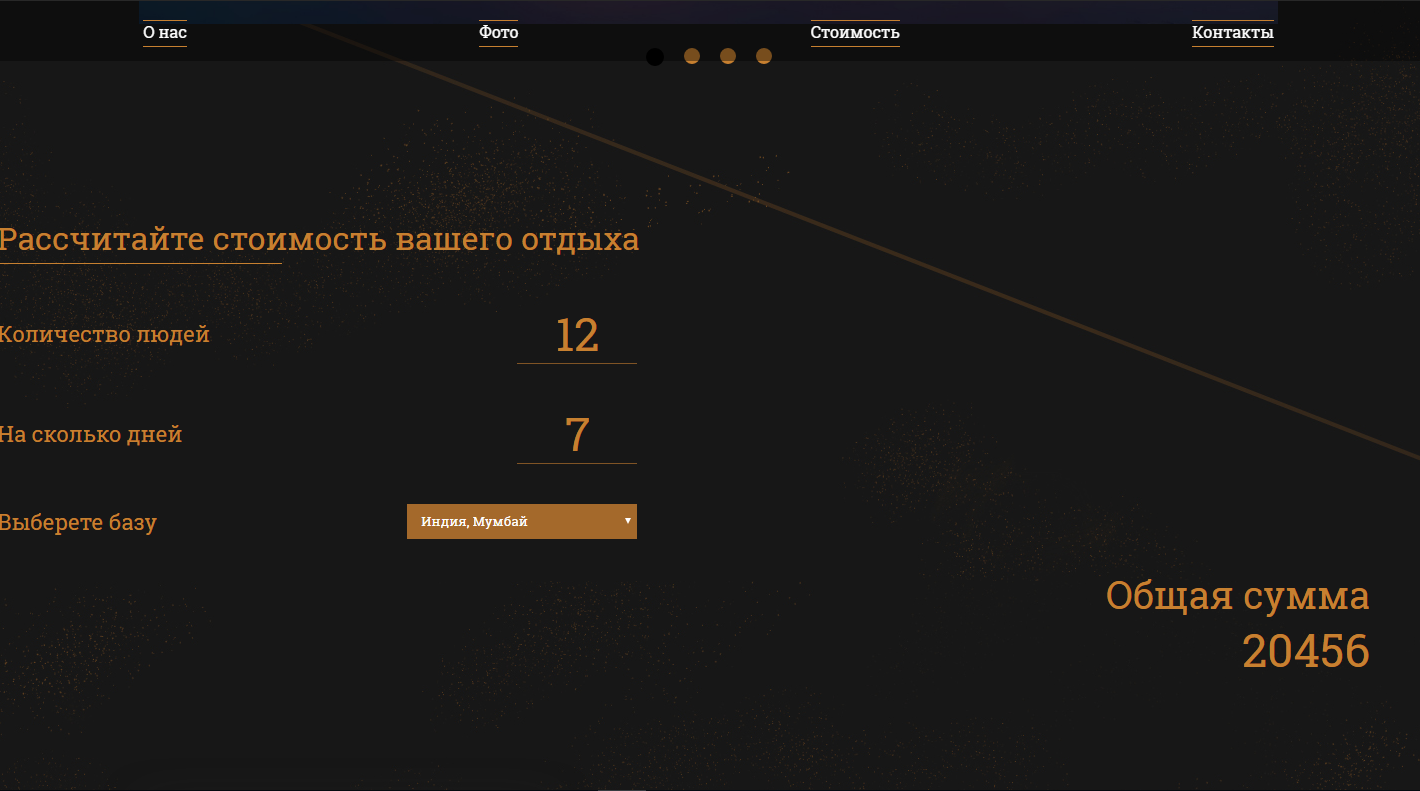 О нас Фото Стоимость Контакты
Рассчитайте стоимость вашего отдыха
Количество людей 12
На сколько дней 7
Выберете базу Индия, Мумбай
Общая сумма
20456